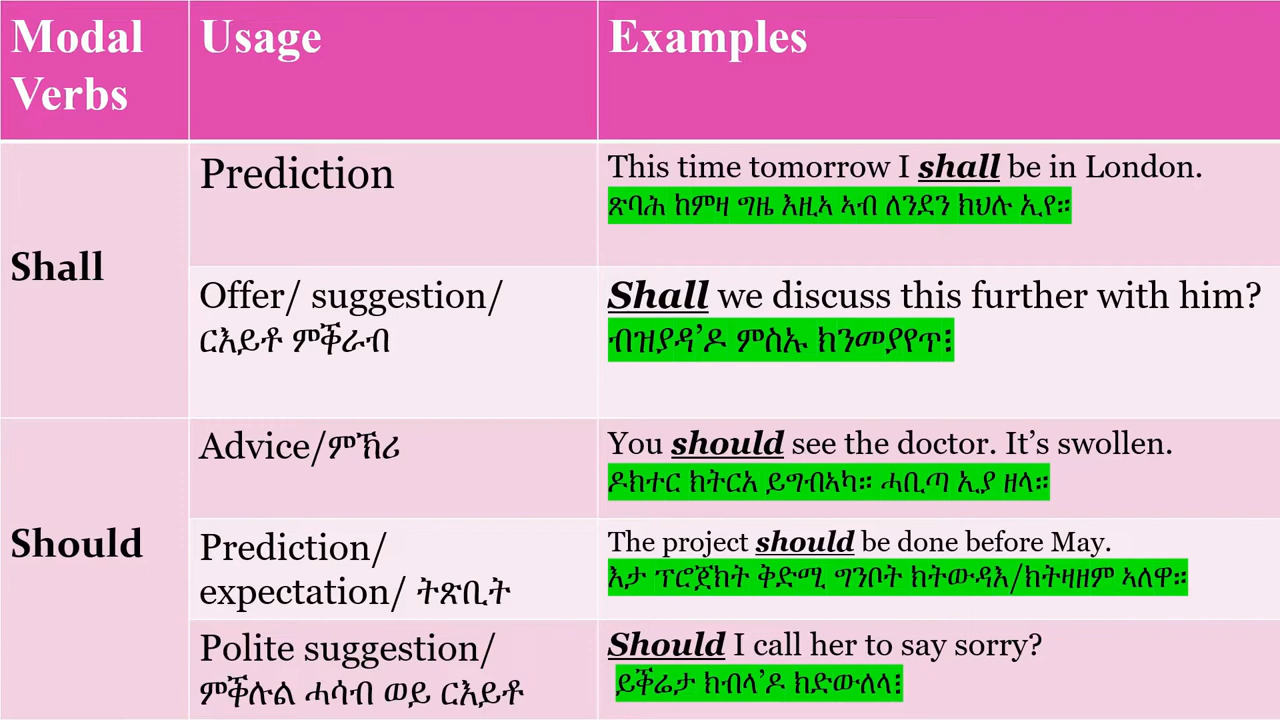 Modal Verbs
Usage
Examples
Shall
Prediction
This time tomorrow I shall be in London.
ጽባሕ ከምዛ ግዜ እዚኣ ኣብ ለንደን ክህሉ ኢየ።
Offer/ suggestion/
ርእይቶ ምቕራብ
Shall we discuss this further with him?
ብዝያዳ’ዶ ምስኡ ክንመያየጥ፧
Should
Advice/ምኽሪ
You should see the doctor. It’s swollen.
ዶክተር ክትርአ ይግብኣካ። ሓቢጣ ኢያ ዘላ።
Prediction/
expectation/ ትጽቢት
The project should be done before May.
እታ ፕሮጀክት ቅድሚ ግንቦት ክትውዳእ/ክትዛዘም ኣለዋ።
Polite suggestion/
ምቕሉል ሓሳብ ወይ ርእይቶ
Should I call her to say sorry?
ይቕሬታ ክብላ’ዶ ክድውለላ፧